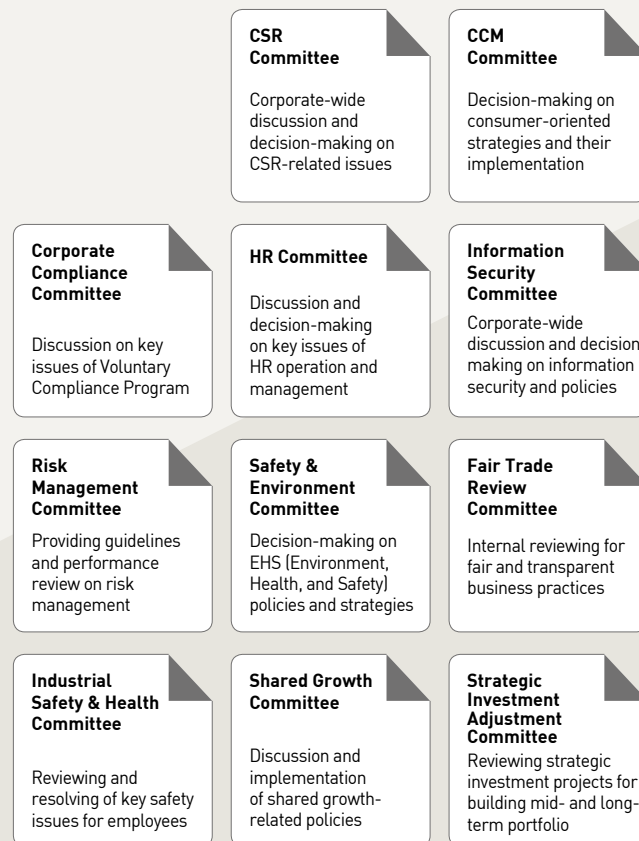 CSR
Committee
Corporate-wide
discussion and
decision-making on
CSR-related issues
CCM
Committee
Decision-making on
consumer-oriented
strategies and their
implementation
Corporate
Compliance
Committee
Discussion on key
issues of Voluntary
Compliance Program
HR Committee
Discussion and
decision-making
on key issues of
HR operation and
management
Information
Security
Committee
Corporate-wide
discussion and decision
making on information
security and policies
Risk
Management
Committee
Providing guidelines
and performance
review on risk
management
Safety &
Environment
Committee
Decision-making on
EHS (Environment,
Health, and Safety)
policies and strategies
Fair Trade
Review
Committee
Internal reviewing for
fair and transparent
business practices
Industrial
Safety & Health
Committee
Reviewing and
resolving of key safety
issues for employees
Shared Growth
Committee
Discussion and
implementation
of shared growth-
related policies
Strategic
Investment
Adjustment
Committee
Reviewing strategic
investment projects for
building mid- and long-
term portfolio